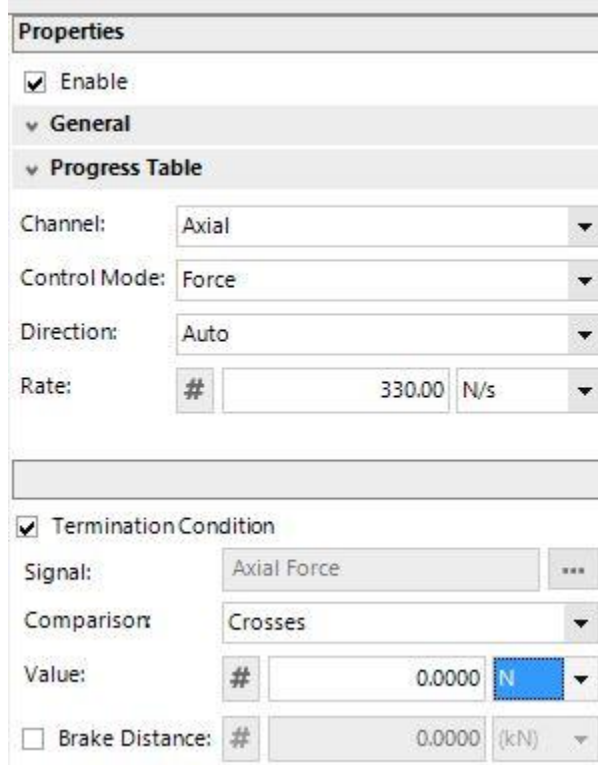 Properties
Enable
General
Progress Table
Channel: Axial
Control Mode: Force
Direction: Auto
Rate: # 330.00 N/s
Termination Condition
Signal: Axial Force ...
Comparison: Crosses
Value: # 0.0000 N
Brake Distance: # 0.0000 (kN)